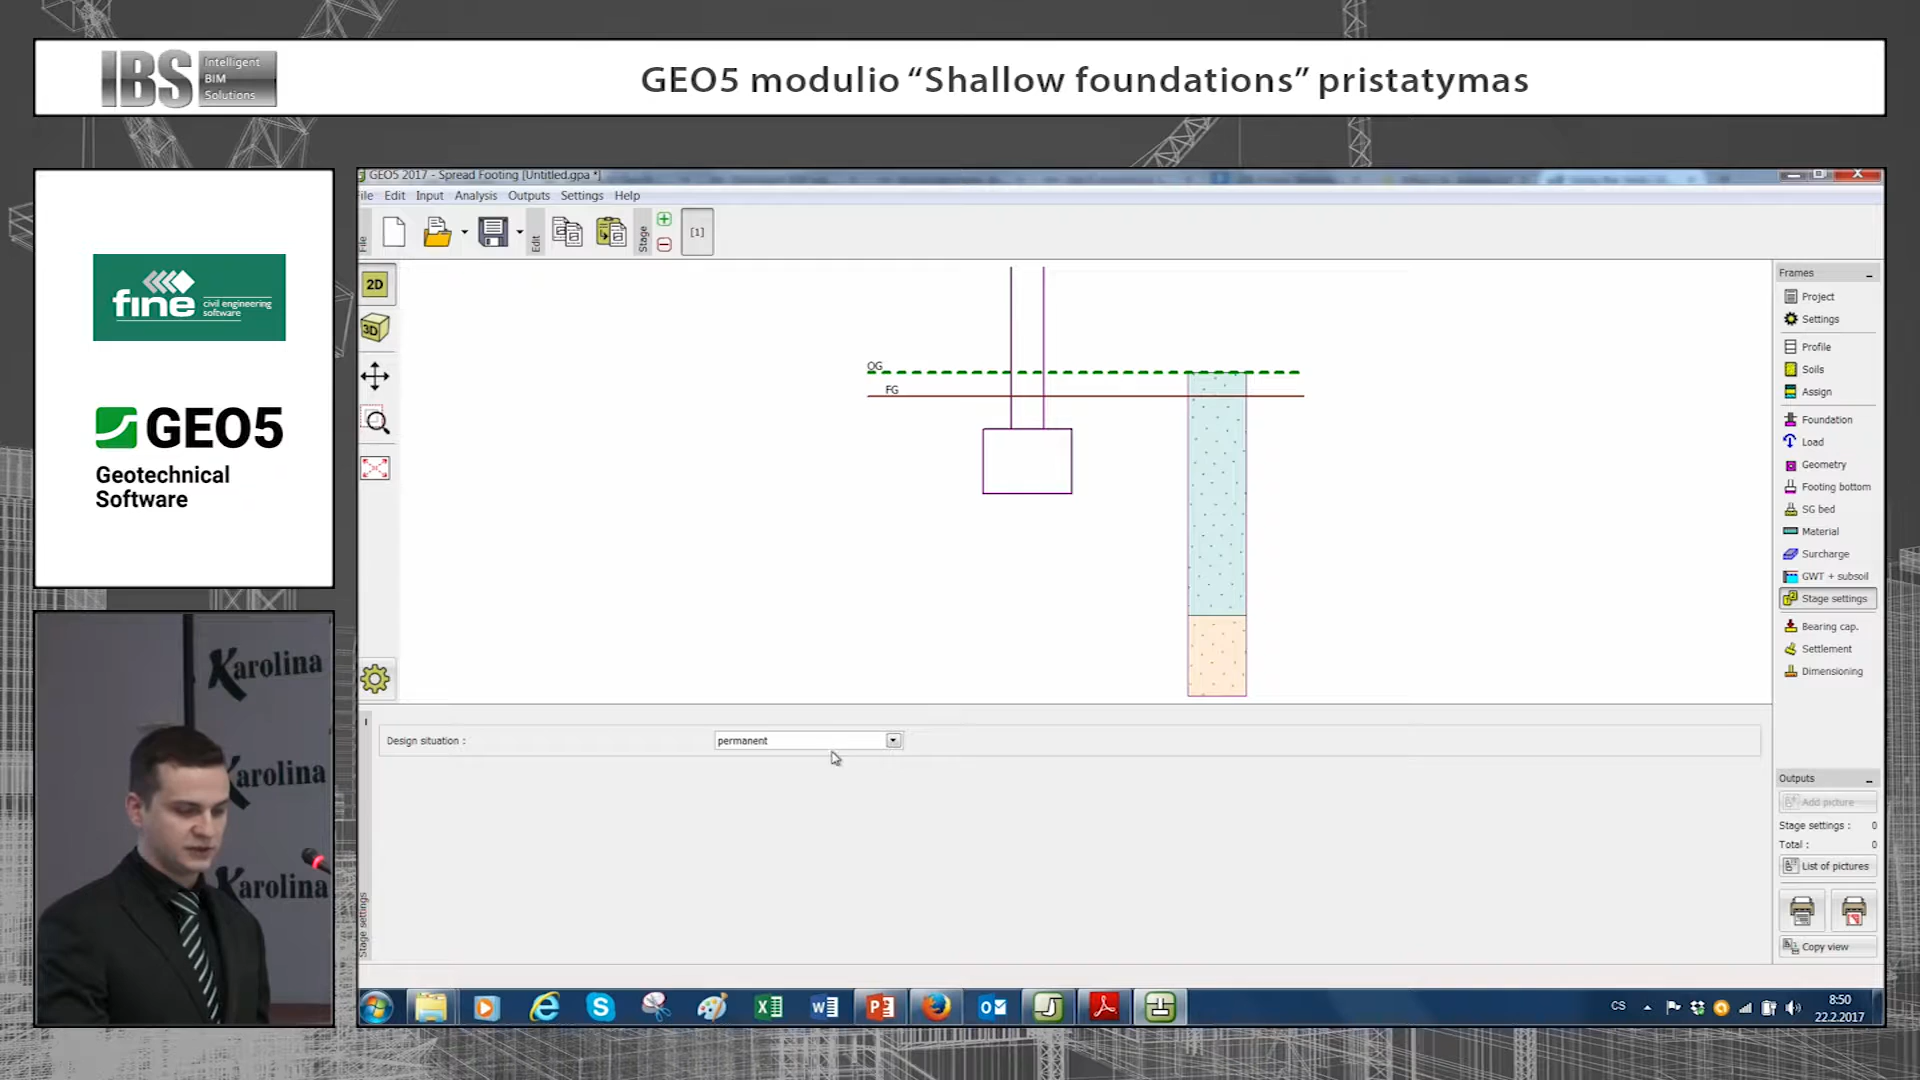 IBS Intelligent
BIM
Solutions
GEO5 modulio “Shallow foundations” pristatymas
fine civil engineering
software
GEO5
Geotechnical
Software
Karolina
Karolina
Karolina
GEO5 2017 - Spread Footing [Untitled.gpa *]
File Edit Input Analysis Outputs Settings Help
File
Edit
Stage
[1]
2D
3D
OG
FG
Design situation :
permanent
Stage settings
Frames
Project
Settings
Profile
Soils
Assign
Foundation
Load
Geometry
Footing bottom
SG bed
Material
Surcharge
GWT + subsoil
Stage settings
Bearing cap.
Settlement
Dimensioning
Outputs
Add picture
Stage settings : 0
Total : 0
List of pictures
Copy view
CS
8:50
22.2.2017